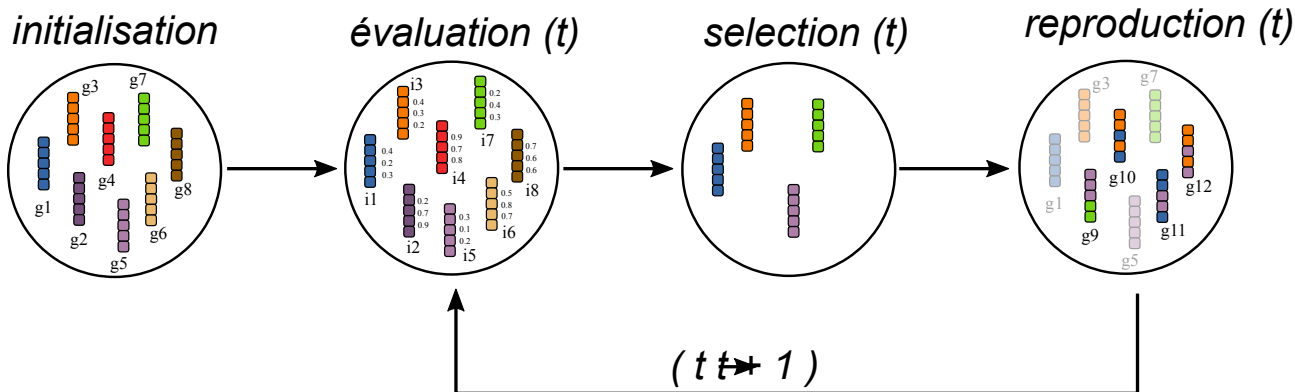 initialisation
évaluation (t)
selection (t)
reproduction (t)
g3
g7
g4
g8
g1
g2
g6
g5
i3
0.4
0.3
0.2
0.2
0.4
0.3
i7
0.4
0.2
0.3
i1
0.9
0.7
0.8
i4
0.7
0.6
0.6
i8
0.2
0.7
0.9
i2
0.3
0.1
0.2
i5
0.5
0.8
0.7
i6
g3
g7
g10
g12
g1
g9
g11
g5
( t t → + 1 )